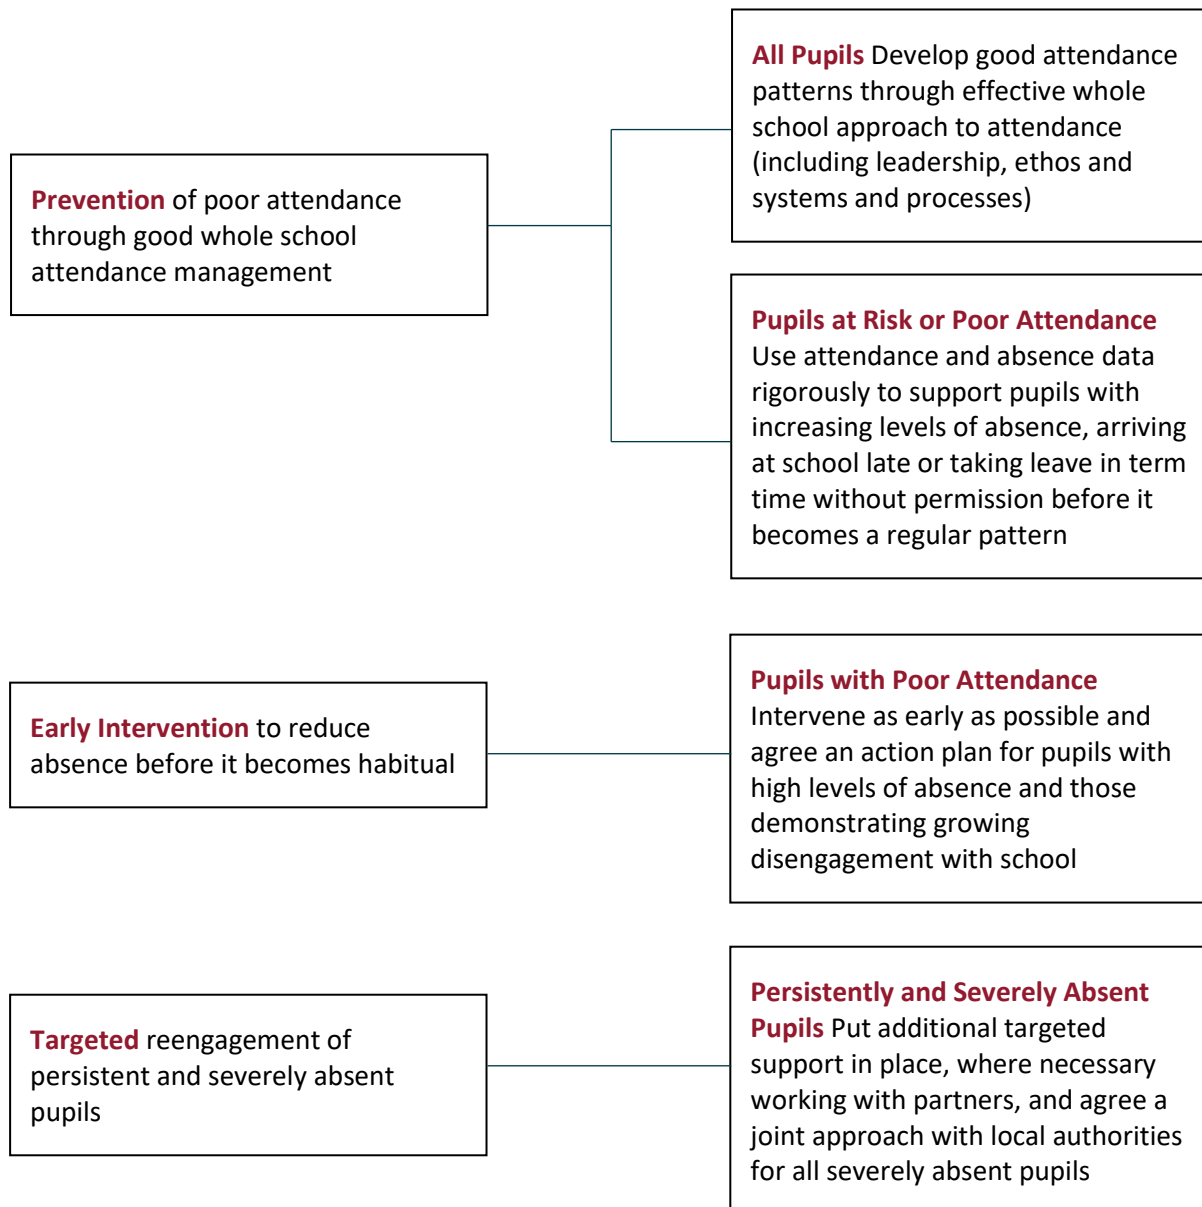 All Pupils Develop good attendance
patterns through effective whole
school approach to attendance
(including leadership, ethos and
systems and processes)
Prevention of poor attendance
through good whole school
attendance management
Pupils at Risk or Poor Attendance
Use attendance and absence data
rigorously to support pupils with
increasing levels of absence, arriving
at school late or taking leave in term
time without permission before it
becomes a regular pattern
Early Intervention to reduce
absence before it becomes habitual
Pupils with Poor Attendance
Intervene as early as possible and
agree an action plan for pupils with
high levels of absence and those
demonstrating growing
disengagement with school
Targeted reengagement of
persistent and severely absent
pupils
Persistently and Severely Absent
Pupils Put additional targeted
support in place, where necessary
working with partners, and agree a
joint approach with local authorities
for all severely absent pupils